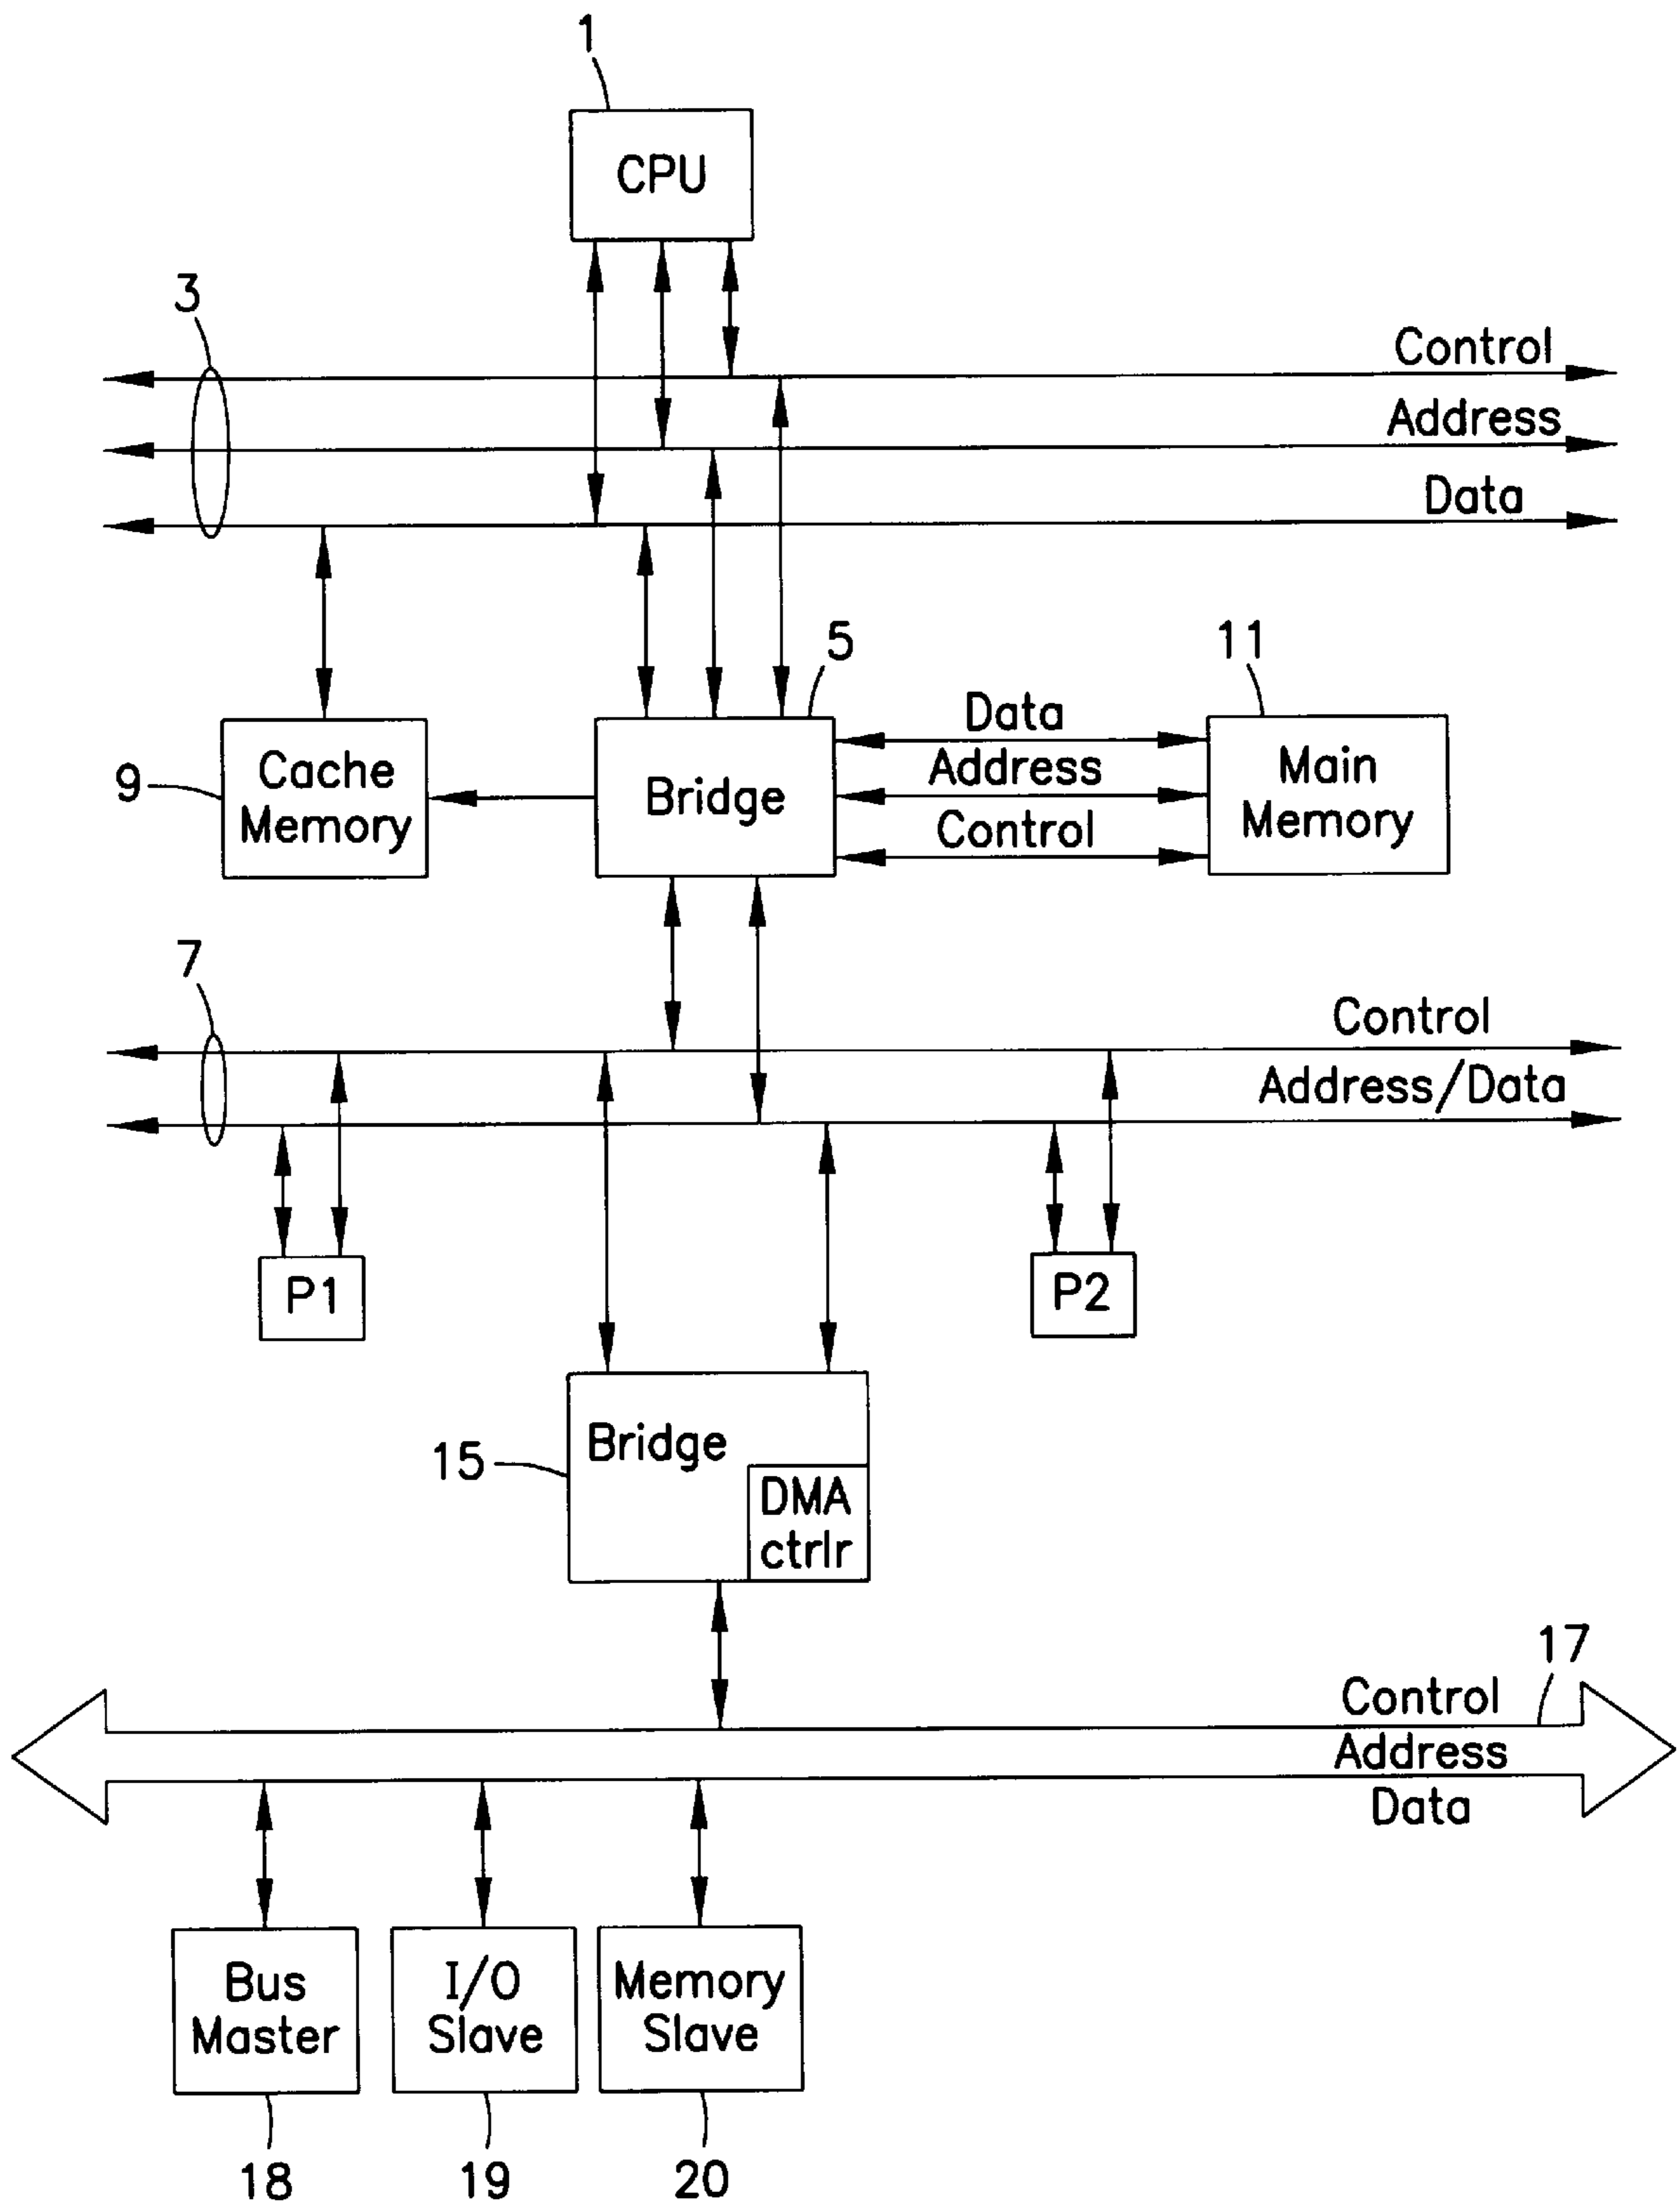 1
CPU
3
Control
Address
Data
5
11
Data
Address
Control
9
Cache
Memory
Bridge
Main
Memory
7
Control
Address/Data
P1
P2
15
Bridge
DMA
ctrlr
17
Control
Address
Data
Bus
Master
I/O
Slave
Memory
Slave
18
19
20